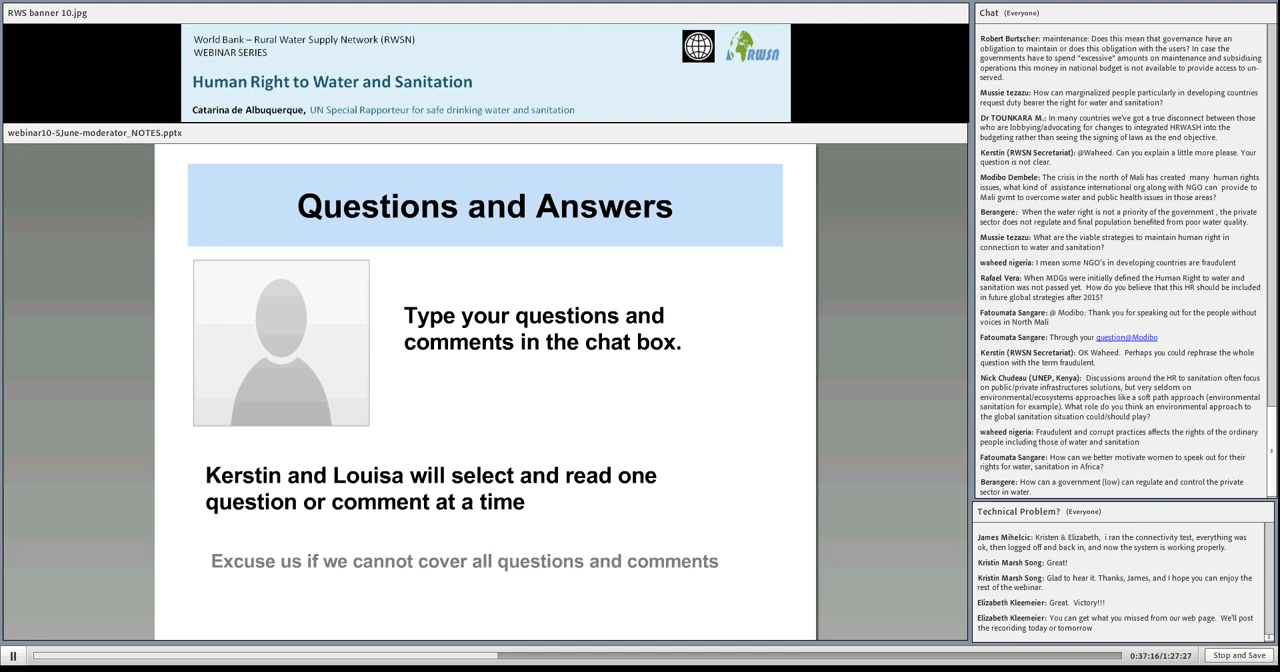 RWS banner 10.jpg
World Bank – Rural Water Supply Network (RWSN)
WEBINAR SERIES
RWSN
Human Right to Water and Sanitation
Catarina de Albuquerque, UN Special Rapporteur for safe drinking water and sanitation
webinar10-5June-moderator_NOTES.pptx
Questions and Answers
Type your questions and
comments in the chat box.
Kerstin and Louisa will select and read one
question or comment at a time
Excuse us if we cannot cover all questions and comments
Chat (Everyone)
Robert Burtscher: maintenance: Does this mean that governance have an
obligation to maintain or does this obligation with the users? In case the
governments have to spend "excessive" amounts on maintenance and subsidising
operations this money in national budget is not available to provide access to un-
served.
Mussie tezazu: How can marginalized people particularly in developing countries
request duty bearer the right for water and sanitation?
Dr TOUNKARA M.: In many countries we've got a true disconnect between those
who are lobbying/advocating for changes to integrated HRWASH into the
budgeting rather than seeing the signing of laws as the end objective.
Kerstin (RWSN Secretariat): @Waheed. Can you explain a little more please. Your
question is not clear.
Modibo Dembele: The crisis in the north of Mali has created many human rights
issues, what kind of assistance international org along with NGO can provide to
Mali gvmt to overcome water and public health issues in those areas?
Berangere: When the water right is not a priority of the government , the private
sector does not regulate and final population benefited from poor water quality.
Mussie tezazu: What are the viable strategies to maintain human right in
connection to water and sanitation?
waheed nigeria: I mean some NGO's in developing countries are fraudulent
Rafael Vera: When MDGs were initially defined the Human Right to water and
sanitation was not passed yet. How do you believe that this HR should be included
in future global strategies after 2015?
Fatoumata Sangare: @ Modibo: Thank you for speaking out for the people without
voices in North Mali
Fatoumata Sangare: Through your question@Modibo
Kerstin (RWSN Secretariat): OK Waheed. Perhaps you could rephrase the whole
question with the term fraudulent.
Nick Chudeau (UNEP, Kenya): Discussions around the HR to sanitation often focus
on public/private infrastructures solutions, but very seldom on
environmental/ecosystems approaches like a soft path approach (environmental
sanitation for example). What role do you think an environmental approach to
the global sanitation situation could/should play?
waheed nigeria: Fraudulent and corrupt practices affects the rights of the ordinary
people including those of water and sanitation
Fatoumata Sangare: How can we better motivate women to speak out for their
rights for water, sanitation in Africa?
Berangere: How can a government (low) can regulate and control the private
sector in water.
Technical Problem? (Everyone)
James Mihelcic: Kristen & Elizabeth, i ran the connectivity test, everything was
ok, then logged off and back in, and now the system is working properly.
Kristin Marsh Song: Great!
Kristin Marsh Song: Glad to hear it. Thanks, James, and I hope you can enjoy the
rest of the webinar.
Elizabeth Kleemeier: Great. Victory!!!
Elizabeth Kleemeier: You can get what you missed from our web page. We'll post
the recoriding today or tomorrow
0:37:16/1:27:27
Stop and Save